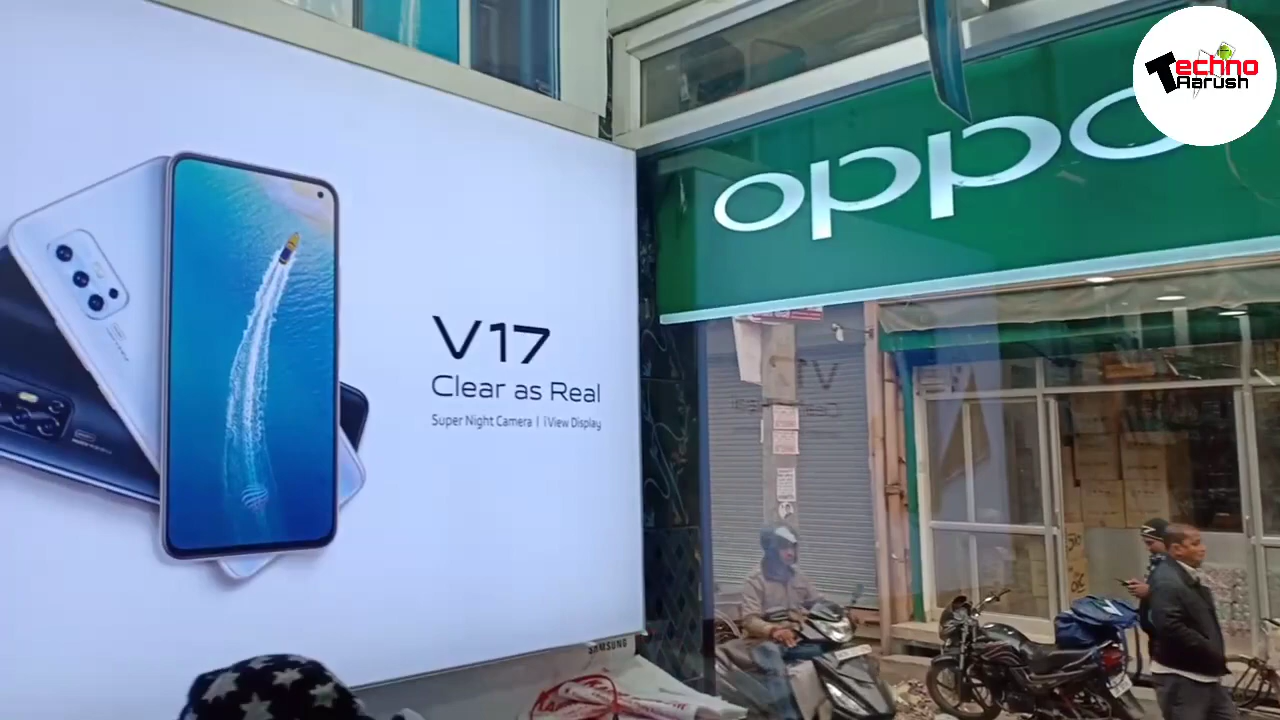 Techno
Aarush
oppo
V17
Clear as Real
Super Night Camera | iView Display
SAMSUNG